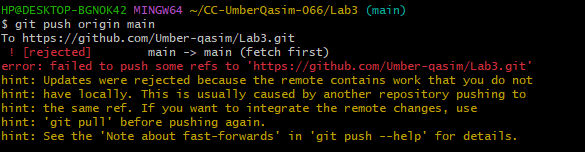 HP@DESKTOP-BGN0K42 MINGW64 ~/CC-UmberQasim-066/Lab3 (main)
$ git push origin main
To https://github.com/Umber-qasim/Lab3.git
 ! [rejected]        main -> main (fetch first)
error: failed to push some refs to 'https://github.com/Umber-qasim/Lab3.git'
hint: Updates were rejected because the remote contains work that you do not
hint: have locally. This is usually caused by another repository pushing to
hint: the same ref. If you want to integrate the remote changes, use
hint: 'git pull' before pushing again.
hint: See the 'Note about fast-forwards' in 'git push --help' for details.